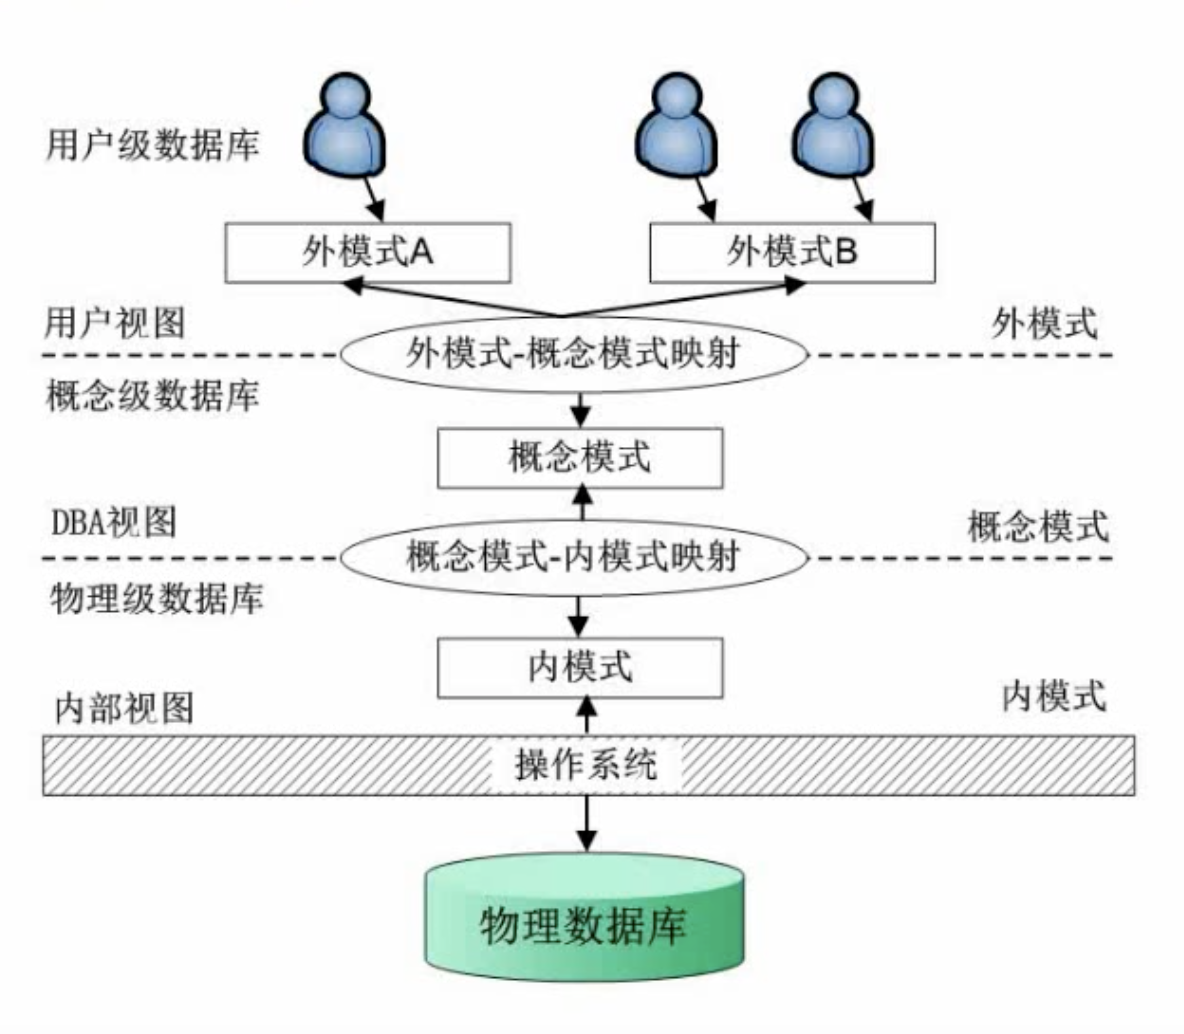 用户级数据库
外模式A
外模式B
用户视图
外模式
外模式-概念模式映射
概念级数据库
概念模式
DBA视图
概念模式
概念模式-内模式映射
物理级数据库
内模式
内部视图
内模式
操作系统
物理数据库